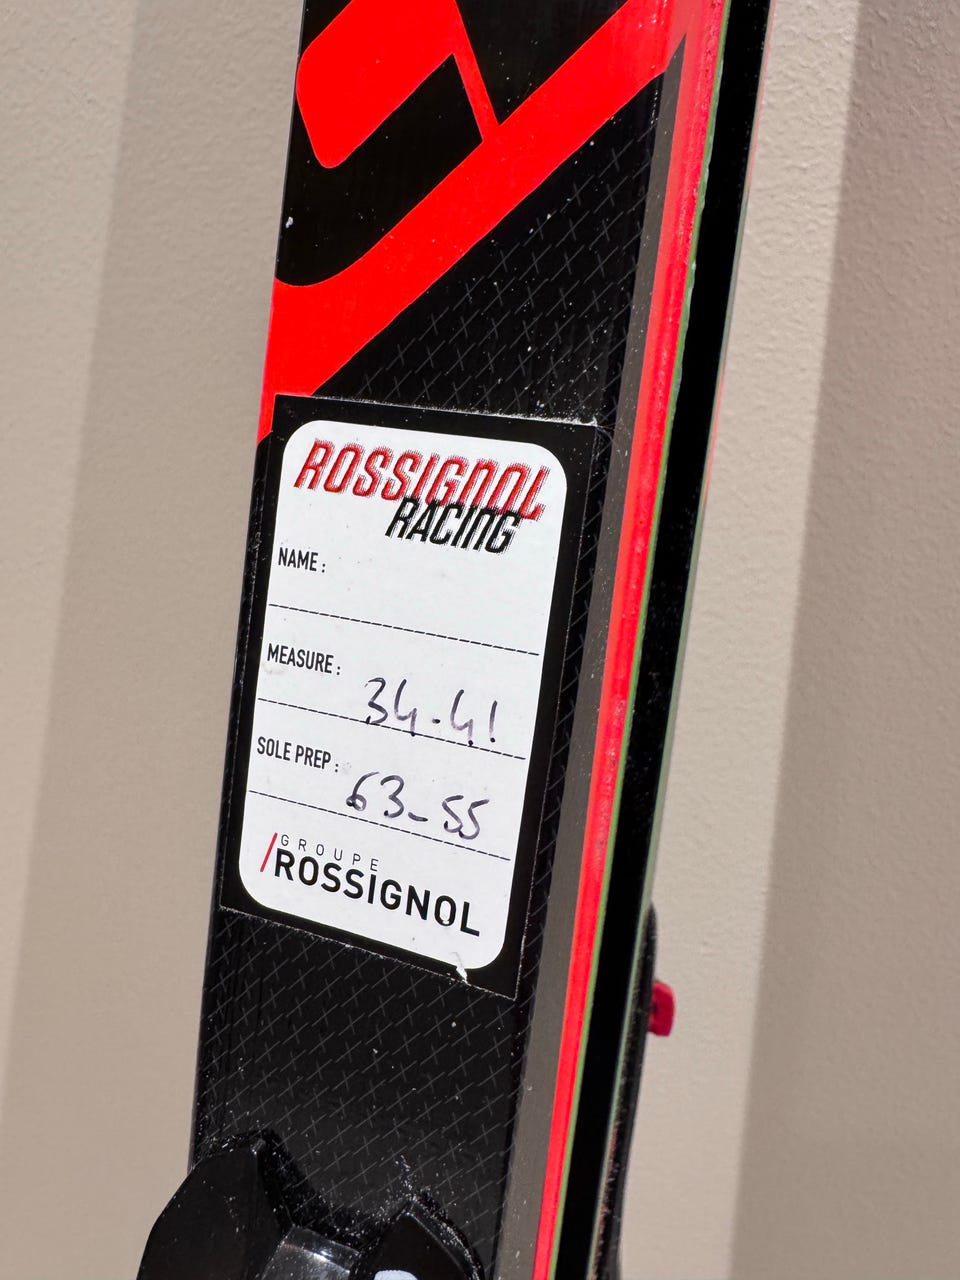 ROSSIGNOL
RACING
NAME :
MEASURE : 34.41
SOLE PREP : 63-55
GROUPE
ROSSIGNOL